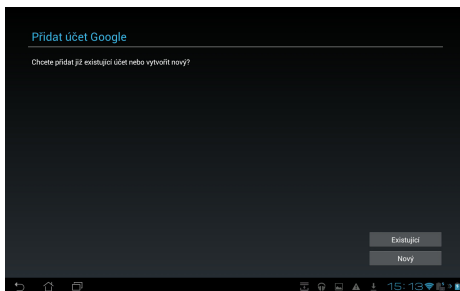 Přidat účet Google
Chcete přidat již existující účet nebo vytvořit nový?
Existující
Nový
15:13